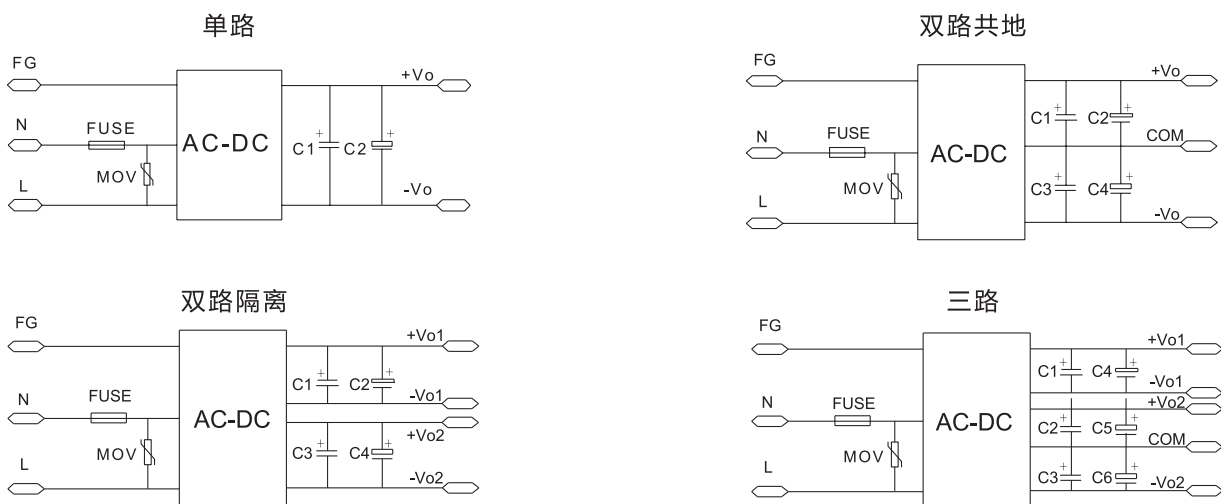 单路
FG
N
FUSE
MOV
L
AC-DC
C1
+
C2
+
+Vo
-Vo
双路共地
FG
N
FUSE
MOV
L
AC-DC
C1
+
C2
+
C3
+
C4
+
+Vo
COM
-Vo
双路隔离
FG
N
FUSE
MOV
L
AC-DC
C1
+
C2
+
C3
+
C4
+
+Vo1
-Vo1
+Vo2
-Vo2
三路
FG
N
FUSE
MOV
L
AC-DC
C1
+
C4
+
C2
+
C5
+
C3
+
C6
+
+Vo1
-Vo1
+Vo2
COM
-Vo2